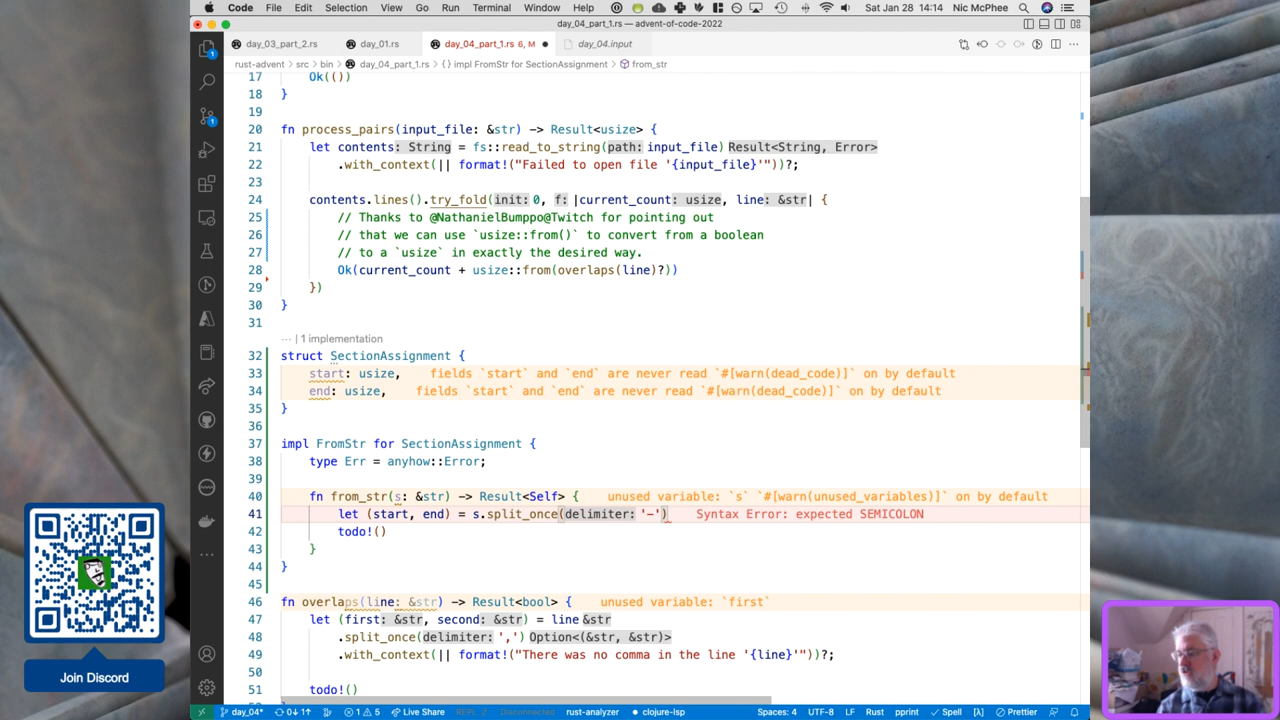 Code File Edit Selection View Go Run Terminal Window Help Sat Jan 28 14:14 Nic McPhee
day_04_part_1.rs — advent-of-code-2022
day_03_part_2.rs day_01.rs day_04_part_1.rs 6, M day_04.input
rust-advent › src › bin › day_04_part_1.rs › {} impl FromStr for SectionAssignment › from_str
17 Ok(())
18 }
19
20 fn process_pairs(input_file: &str) -> Result<usize> {
21 let contents: String = fs::read_to_string(path: input_file) Result<String, Error>
22 .with_context(|| format!("Failed to open file '{input_file}'"))?;
23
24 contents.lines().try_fold(init: 0, f: |current_count: usize, line: &str| {
25 // Thanks to @NathanielBumppo@Twitch for pointing out
26 // that we can use `usize::from()` to convert from a boolean
27 // to a `usize` in exactly the desired way.
28 Ok(current_count + usize::from(overlaps(line)?))
29 })
30 }
31
... | 1 implementation
32 struct SectionAssignment {
33 start: usize, fields `start` and `end` are never read `#[warn(dead_code)]` on by default
34 end: usize, fields `start` and `end` are never read `#[warn(dead_code)]` on by default
35 }
36
37 impl FromStr for SectionAssignment {
38 type Err = anyhow::Error;
39
40 fn from_str(s: &str) -> Result<Self> { unused variable: `s` `#[warn(unused_variables)]` on by default
41 let (start, end) = s.split_once(delimiter: '-') Syntax Error: expected SEMICOLON
42 todo!()
43 }
44 }
45
46 fn overlaps(line: &str) -> Result<bool> { unused variable: `first`
47 let (first: &str, second: &str) = line &str
48 .split_once(delimiter: ',') Option<(&str, &str)>
49 .with_context(|| format!("There was no comma in the line '{line}'"))?;
50
51 todo!()
day_04* 0↓ 1↑ 1 5 Live Share Disconnected rust-analyzer clojure-lsp Spaces: 4 UTF-8 LF Rust pprint Spell [λ] Prettier
Join Discord